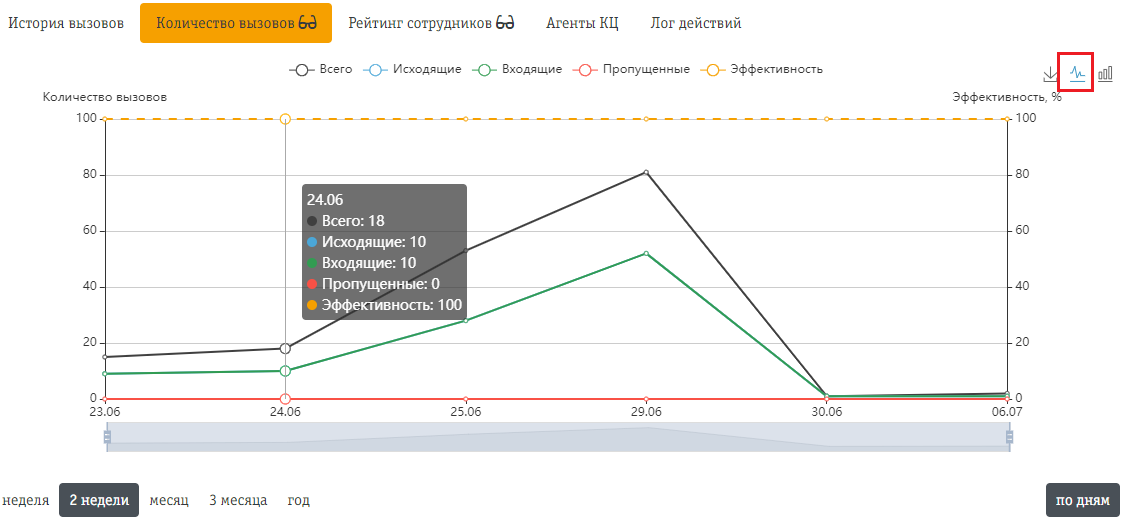 История вызовов Количество вызовов Рейтинг сотрудников Агенты КЦ Лог действий
Всего Исходящие Входящие Пропущенные Эффективность
Количество вызовов Эффективность, %
100 100
80 80
60 60
40 40
20 20
0 0
24.06
Всего: 18
Исходящие: 10
Входящие: 10
Пропущенные: 0
Эффективность: 100
23.06 24.06 25.06 29.06 30.06 06.07
неделя 2 недели месяц 3 месяца год по дням